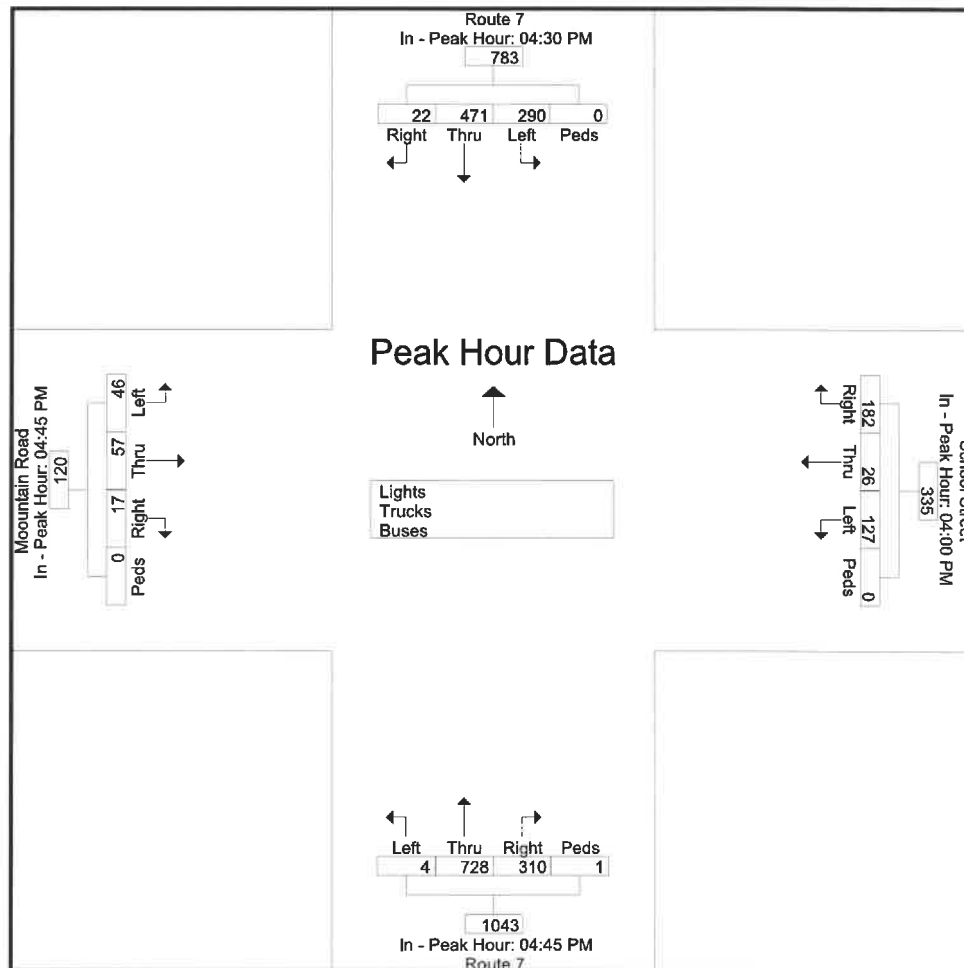 Route 7
In - Peak Hour: 04:30 PM
783
22 471 290 0
Right Thru Left Peds
Peak Hour Data
North
Lights
Trucks
Buses
Moountain Road
In - Peak Hour: 04:45 PM
120
46 57 17 0
Left Thru Right Peds
In - Peak Hour: 04:00 PM
335
182 26 127 0
Right Thru Left Peds
Left Thru Right Peds
4 728 310 1
1043
In - Peak Hour: 04:45 PM
Route 7